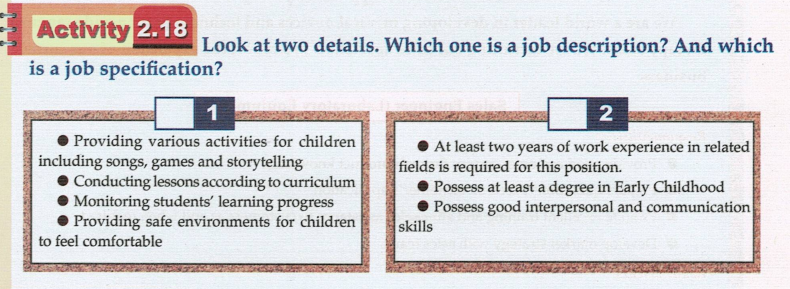 Activity 2.18
Look at two details. Which one is a job description? And which
is a job specification?
1
● Providing various activities for children
including songs, games and storytelling
● Conducting lessons according to curriculum
● Monitoring students' learning progress
● Providing safe environments for children
to feel comfortable
2
● At least two years of work experience in related
fields is required for this position.
● Possess at least a degree in Early Childhood
● Possess good interpersonal and communication
skills